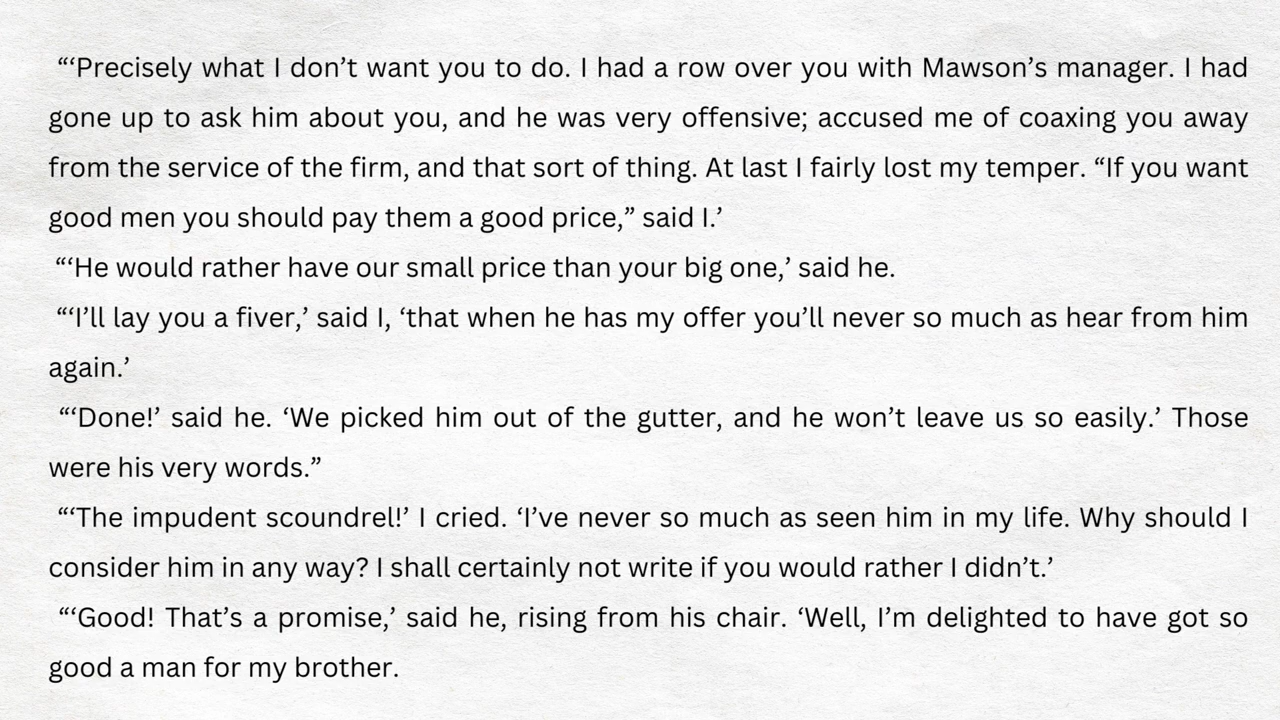 “‘Precisely what I don’t want you to do. I had a row over you with Mawson’s manager. I had
gone up to ask him about you, and he was very offensive; accused me of coaxing you away
from the service of the firm, and that sort of thing. At last I fairly lost my temper. “If you want
good men you should pay them a good price,” said I.’
“‘He would rather have our small price than your big one,’ said he.
“‘I’ll lay you a fiver,’ said I, ‘that when he has my offer you’ll never so much as hear from him
again.’
“‘Done!’ said he. ‘We picked him out of the gutter, and he won’t leave us so easily.’ Those
were his very words.”
“‘The impudent scoundrel!’ I cried. ‘I’ve never so much as seen him in my life. Why should I
consider him in any way? I shall certainly not write if you would rather I didn’t.’
“‘Good! That’s a promise,’ said he, rising from his chair. ‘Well, I’m delighted to have got so
good a man for my brother.